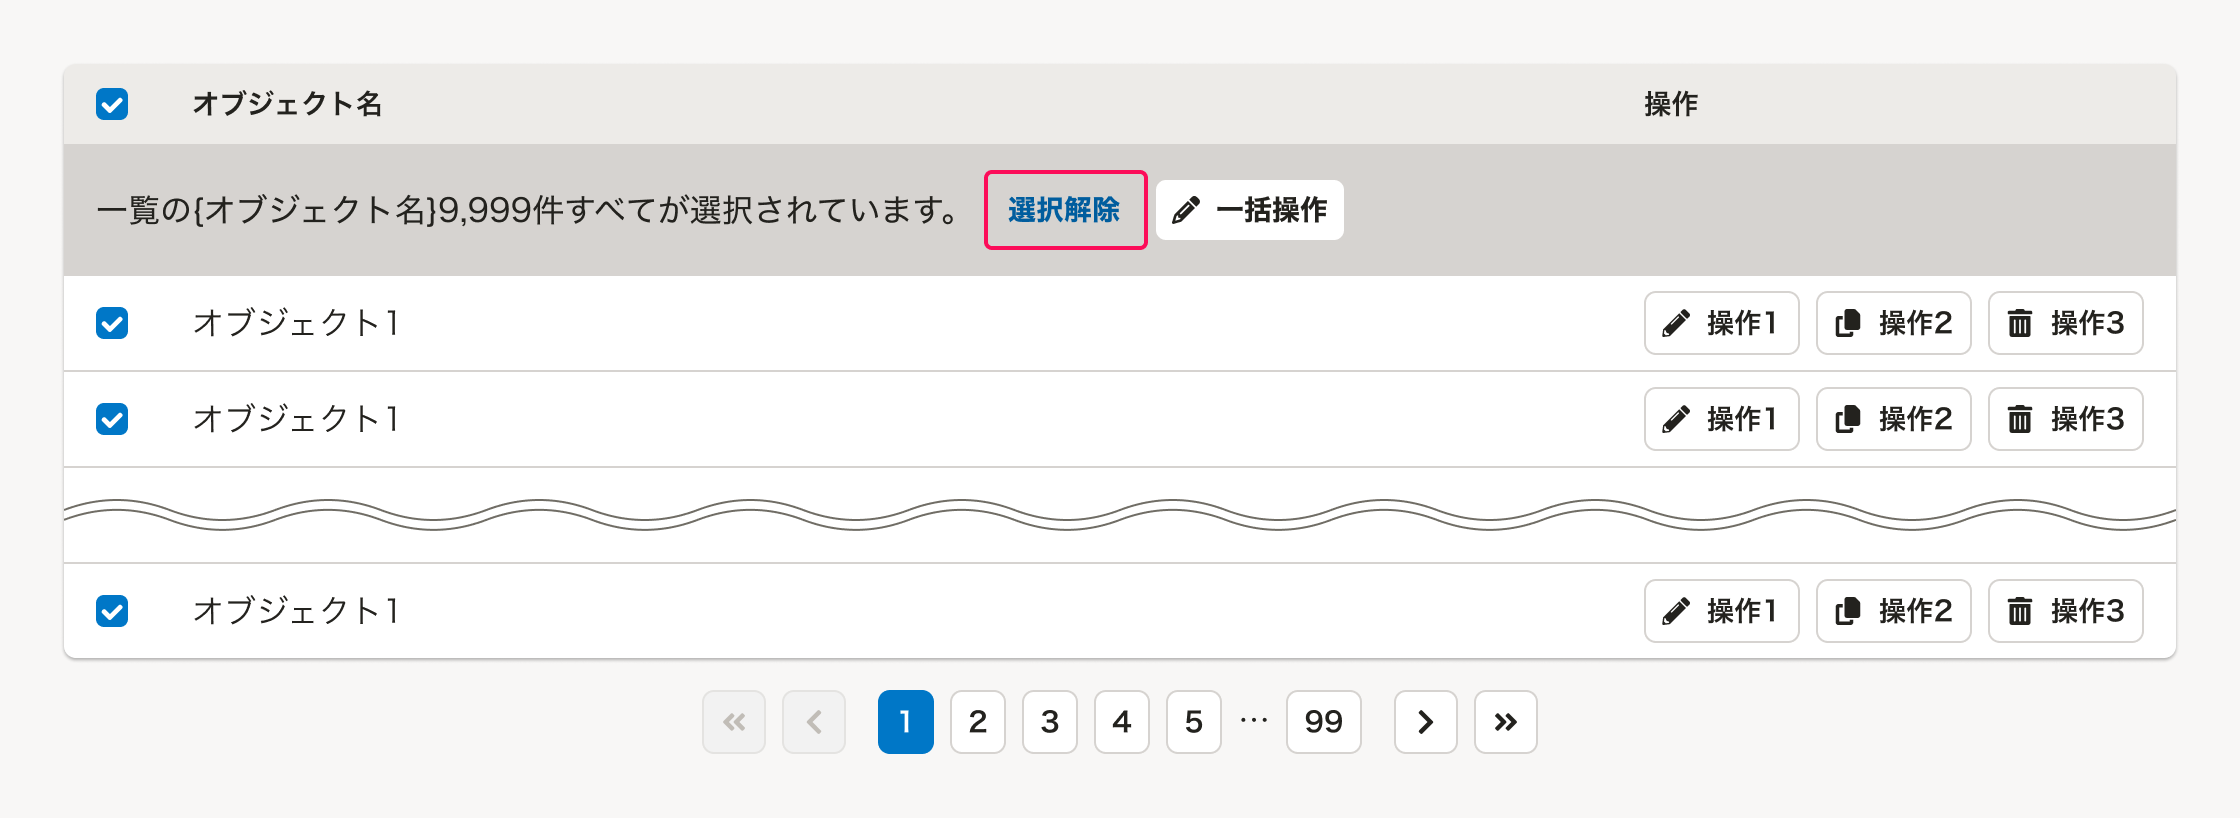 オブジェクト名 操作
一覧の{オブジェクト名}9,999件すべてが選択されています。 選択解除 一括操作
オブジェクト1 操作1 操作2 操作3
オブジェクト1 操作1 操作2 操作3
オブジェクト1 操作1 操作2 操作3
« ‹ 1 2 3 4 5 … 99 › »